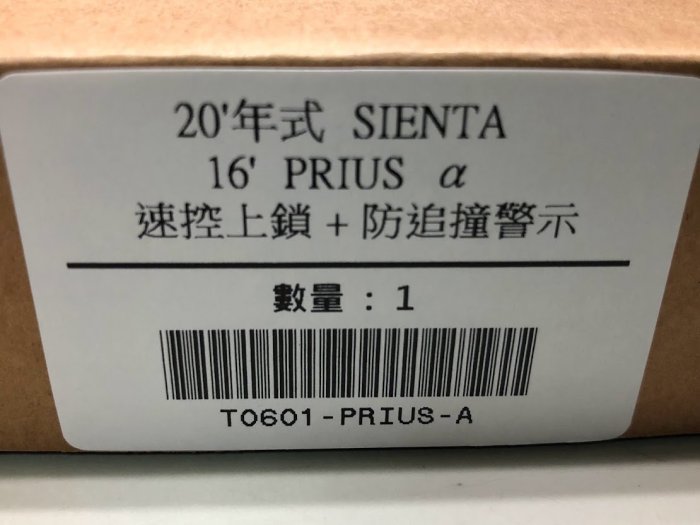 20'年式 SIENTA
16' PRIUS α
速控上鎖 + 防追撞警示
數量 : 1
T0601-PRIUS-A